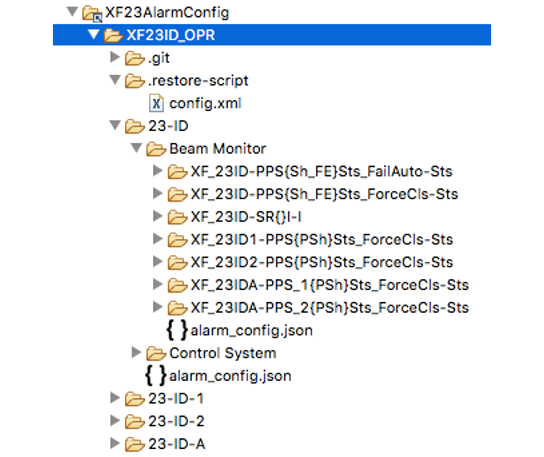 XF23AlarmConfig
XF23ID_OPR
.git
.restore-script
X config.xml
23-ID
Beam Monitor
XF_23ID-PPS{Sh_FE}Sts_FailAuto-Sts
XF_23ID-PPS{Sh_FE}Sts_ForceCls-Sts
XF_23ID-SR{}I-I
XF_23ID1-PPS{PSh}Sts_ForceCls-Sts
XF_23ID2-PPS{PSh}Sts_ForceCls-Sts
XF_23IDA-PPS_1{PSh}Sts_ForceCls-Sts
XF_23IDA-PPS_2{PSh}Sts_ForceCls-Sts
{ } alarm_config.json
Control System
{ } alarm_config.json
23-ID-1
23-ID-2
23-ID-A